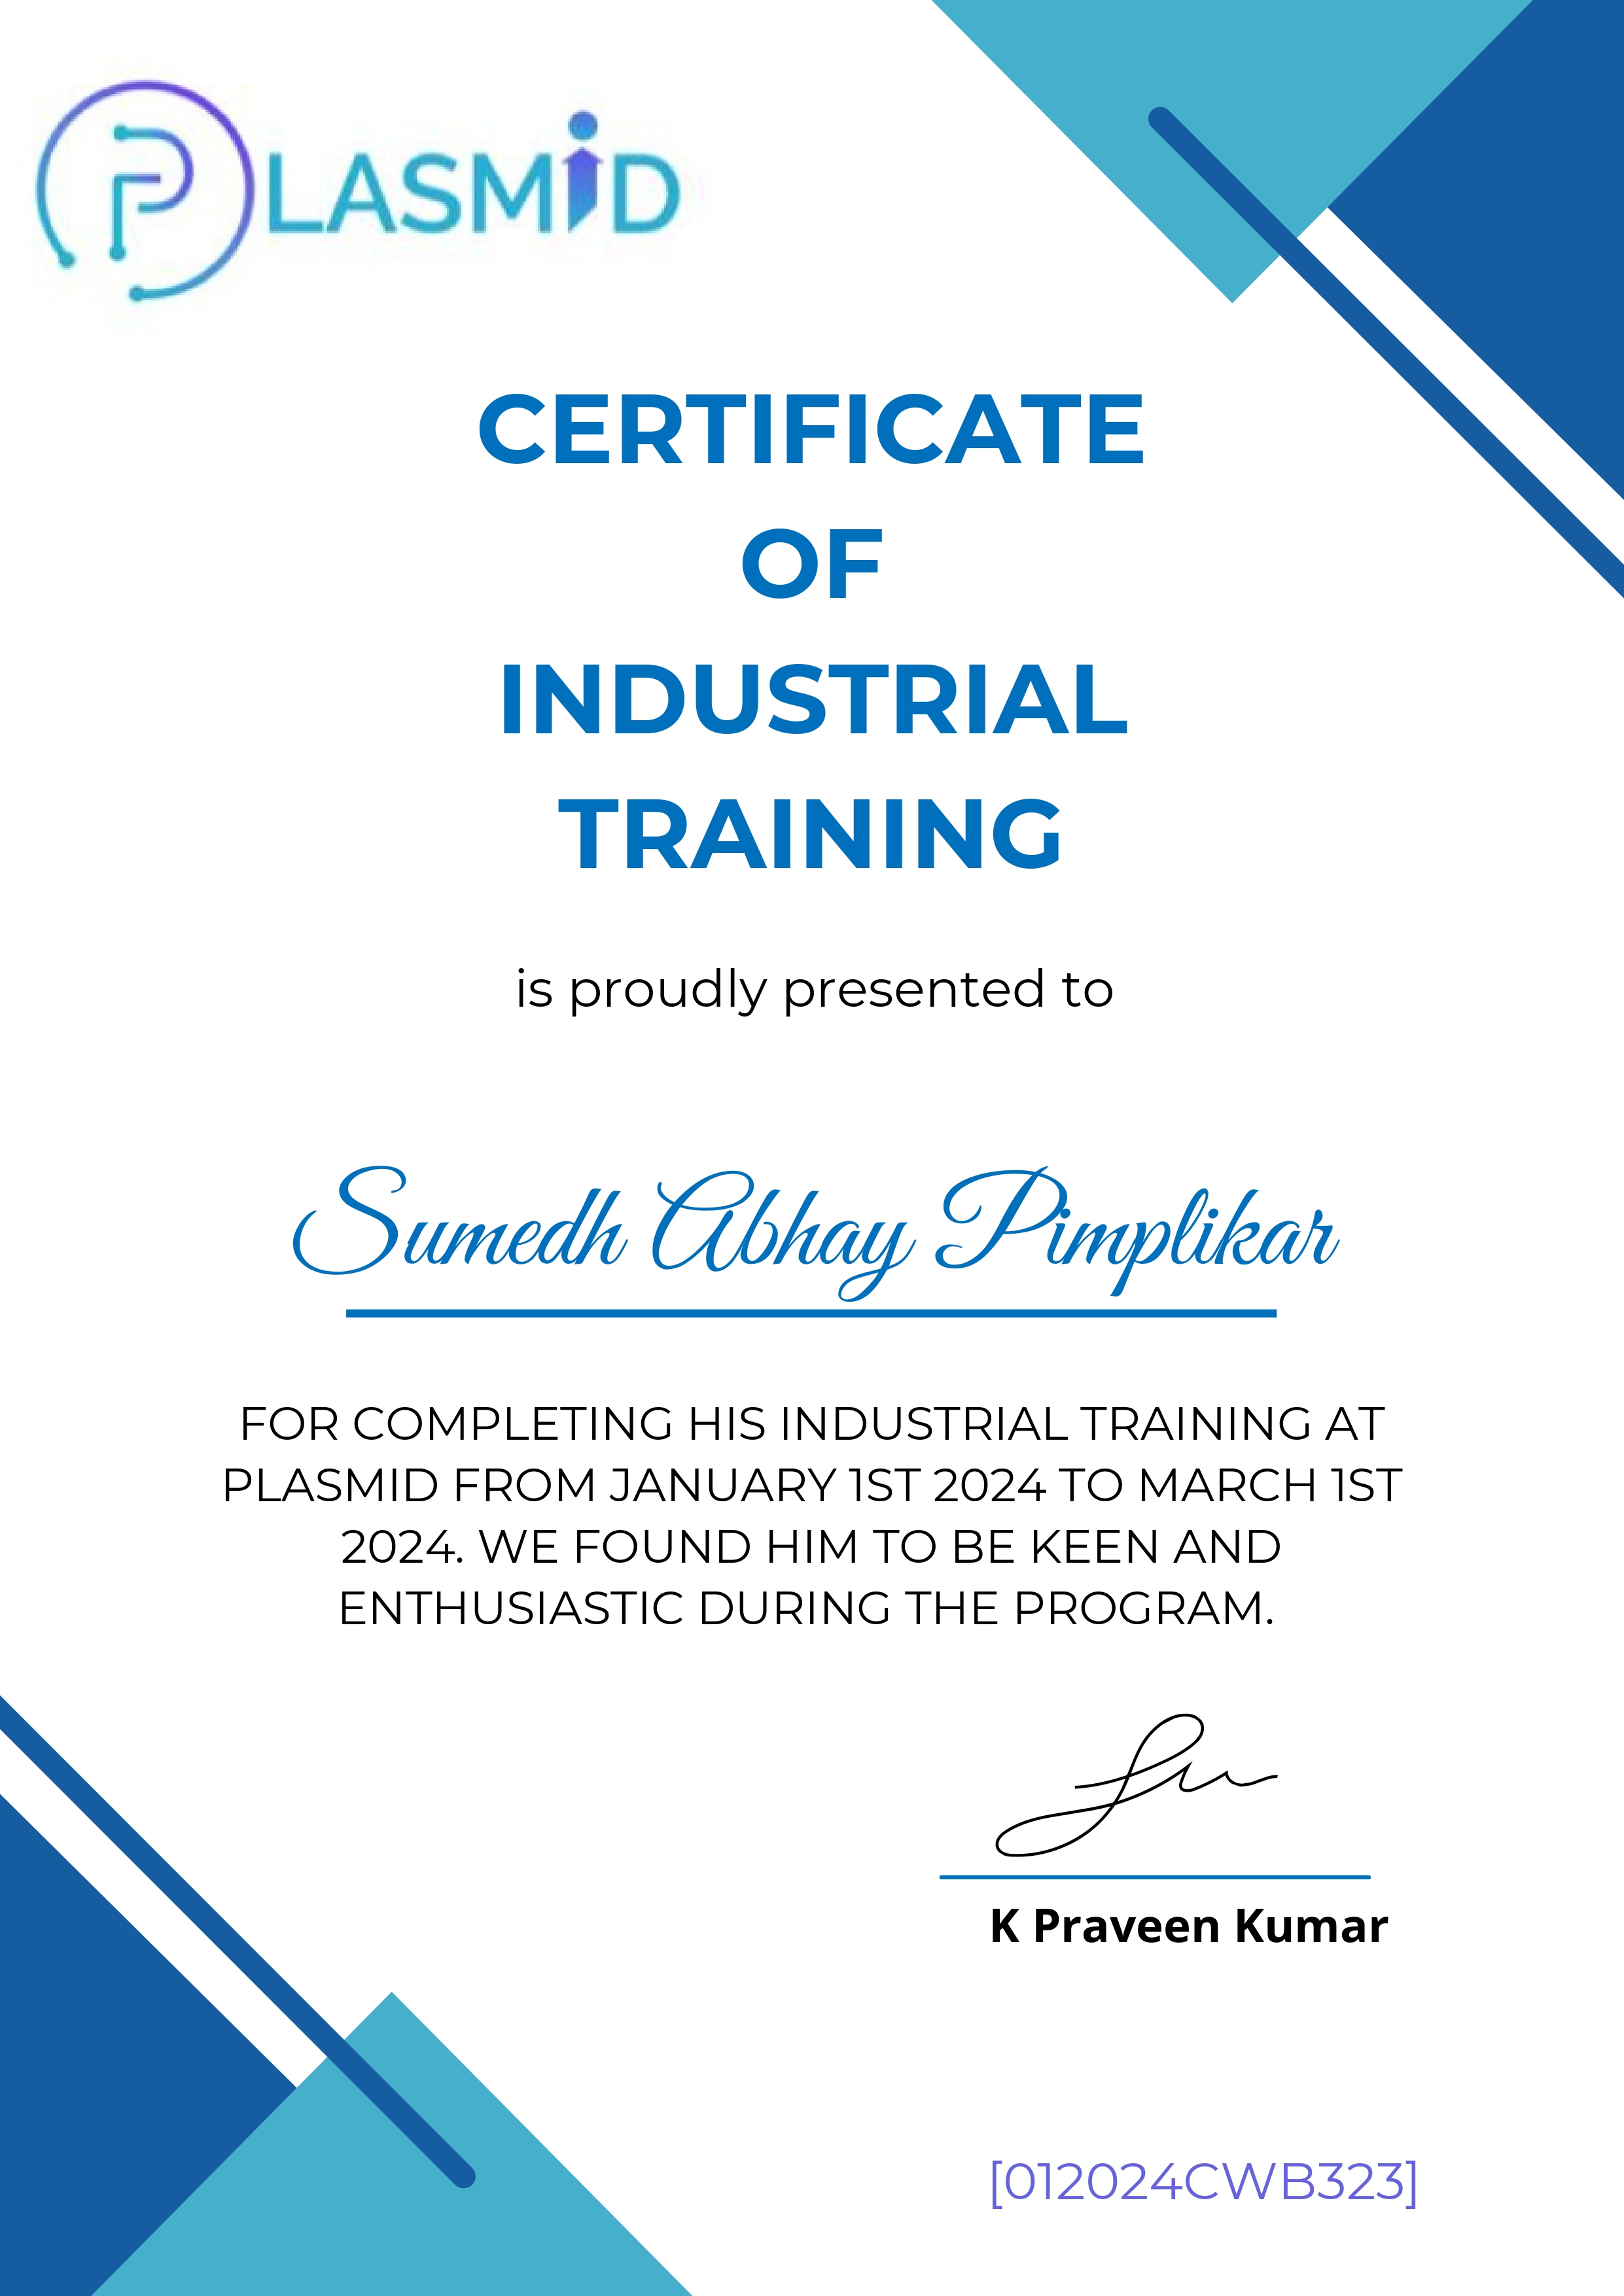 PLASMiD
CERTIFICATE
OF
INDUSTRIAL
TRAINING
is proudly presented to
Sumedh Abhay Pimplikar
FOR COMPLETING HIS INDUSTRIAL TRAINING AT
PLASMID FROM JANUARY 1ST 2024 TO MARCH 1ST
2024. WE FOUND HIM TO BE KEEN AND
ENTHUSIASTIC DURING THE PROGRAM.
K Praveen Kumar
[012024CWB323]